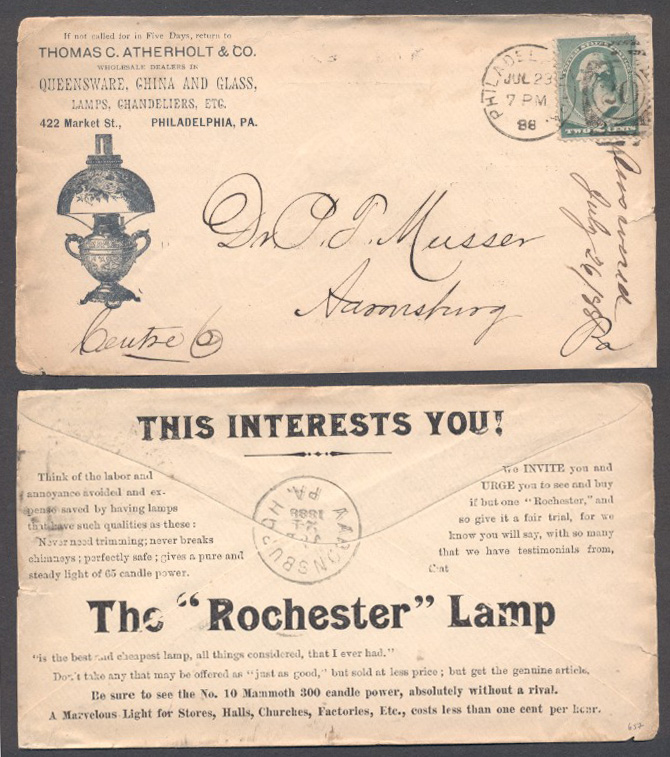 If not called for in Five Days, return to
THOMAS C. ATHERHOLT & CO.
WHOLESALE DEALERS IN
QUEENSWARE, CHINA AND GLASS,
LAMPS, CHANDELIERS, ETC.
422 Market St., PHILADELPHIA, PA.
PHILADEL
JUL 23
7 PM
88
20
TWO 2 CENTS
Dr. P. T. Musser
Aaronsburg
Centre Co
Pa
Answered
July 26/88
THIS INTERESTS YOU!
Think of the labor and
annoyance avoided and ex-
pense saved by having lamps
that have such qualities as these:
Never need trimming; never breaks
chimneys; perfectly safe; gives a pure and
steady light of 65 candle power.
AARONSBURGH
PA.
1888
We INVITE you and
URGE you to see and buy
if but one "Rochester," and
so give it a fair trial, for we
know you will say, with so many
that we have testimonials from,
that
The "Rochester" Lamp
"is the best and cheapest lamp, all things considered, that I ever had."
Don't take any that may be offered as "just as good," but sold at less price; but get the genuine article.
Be sure to see the No. 10 Mammoth 300 candle power, absolutely without a rival.
A Marvelous Light for Stores, Halls, Churches, Factories, Etc., costs less than one cent per hour.